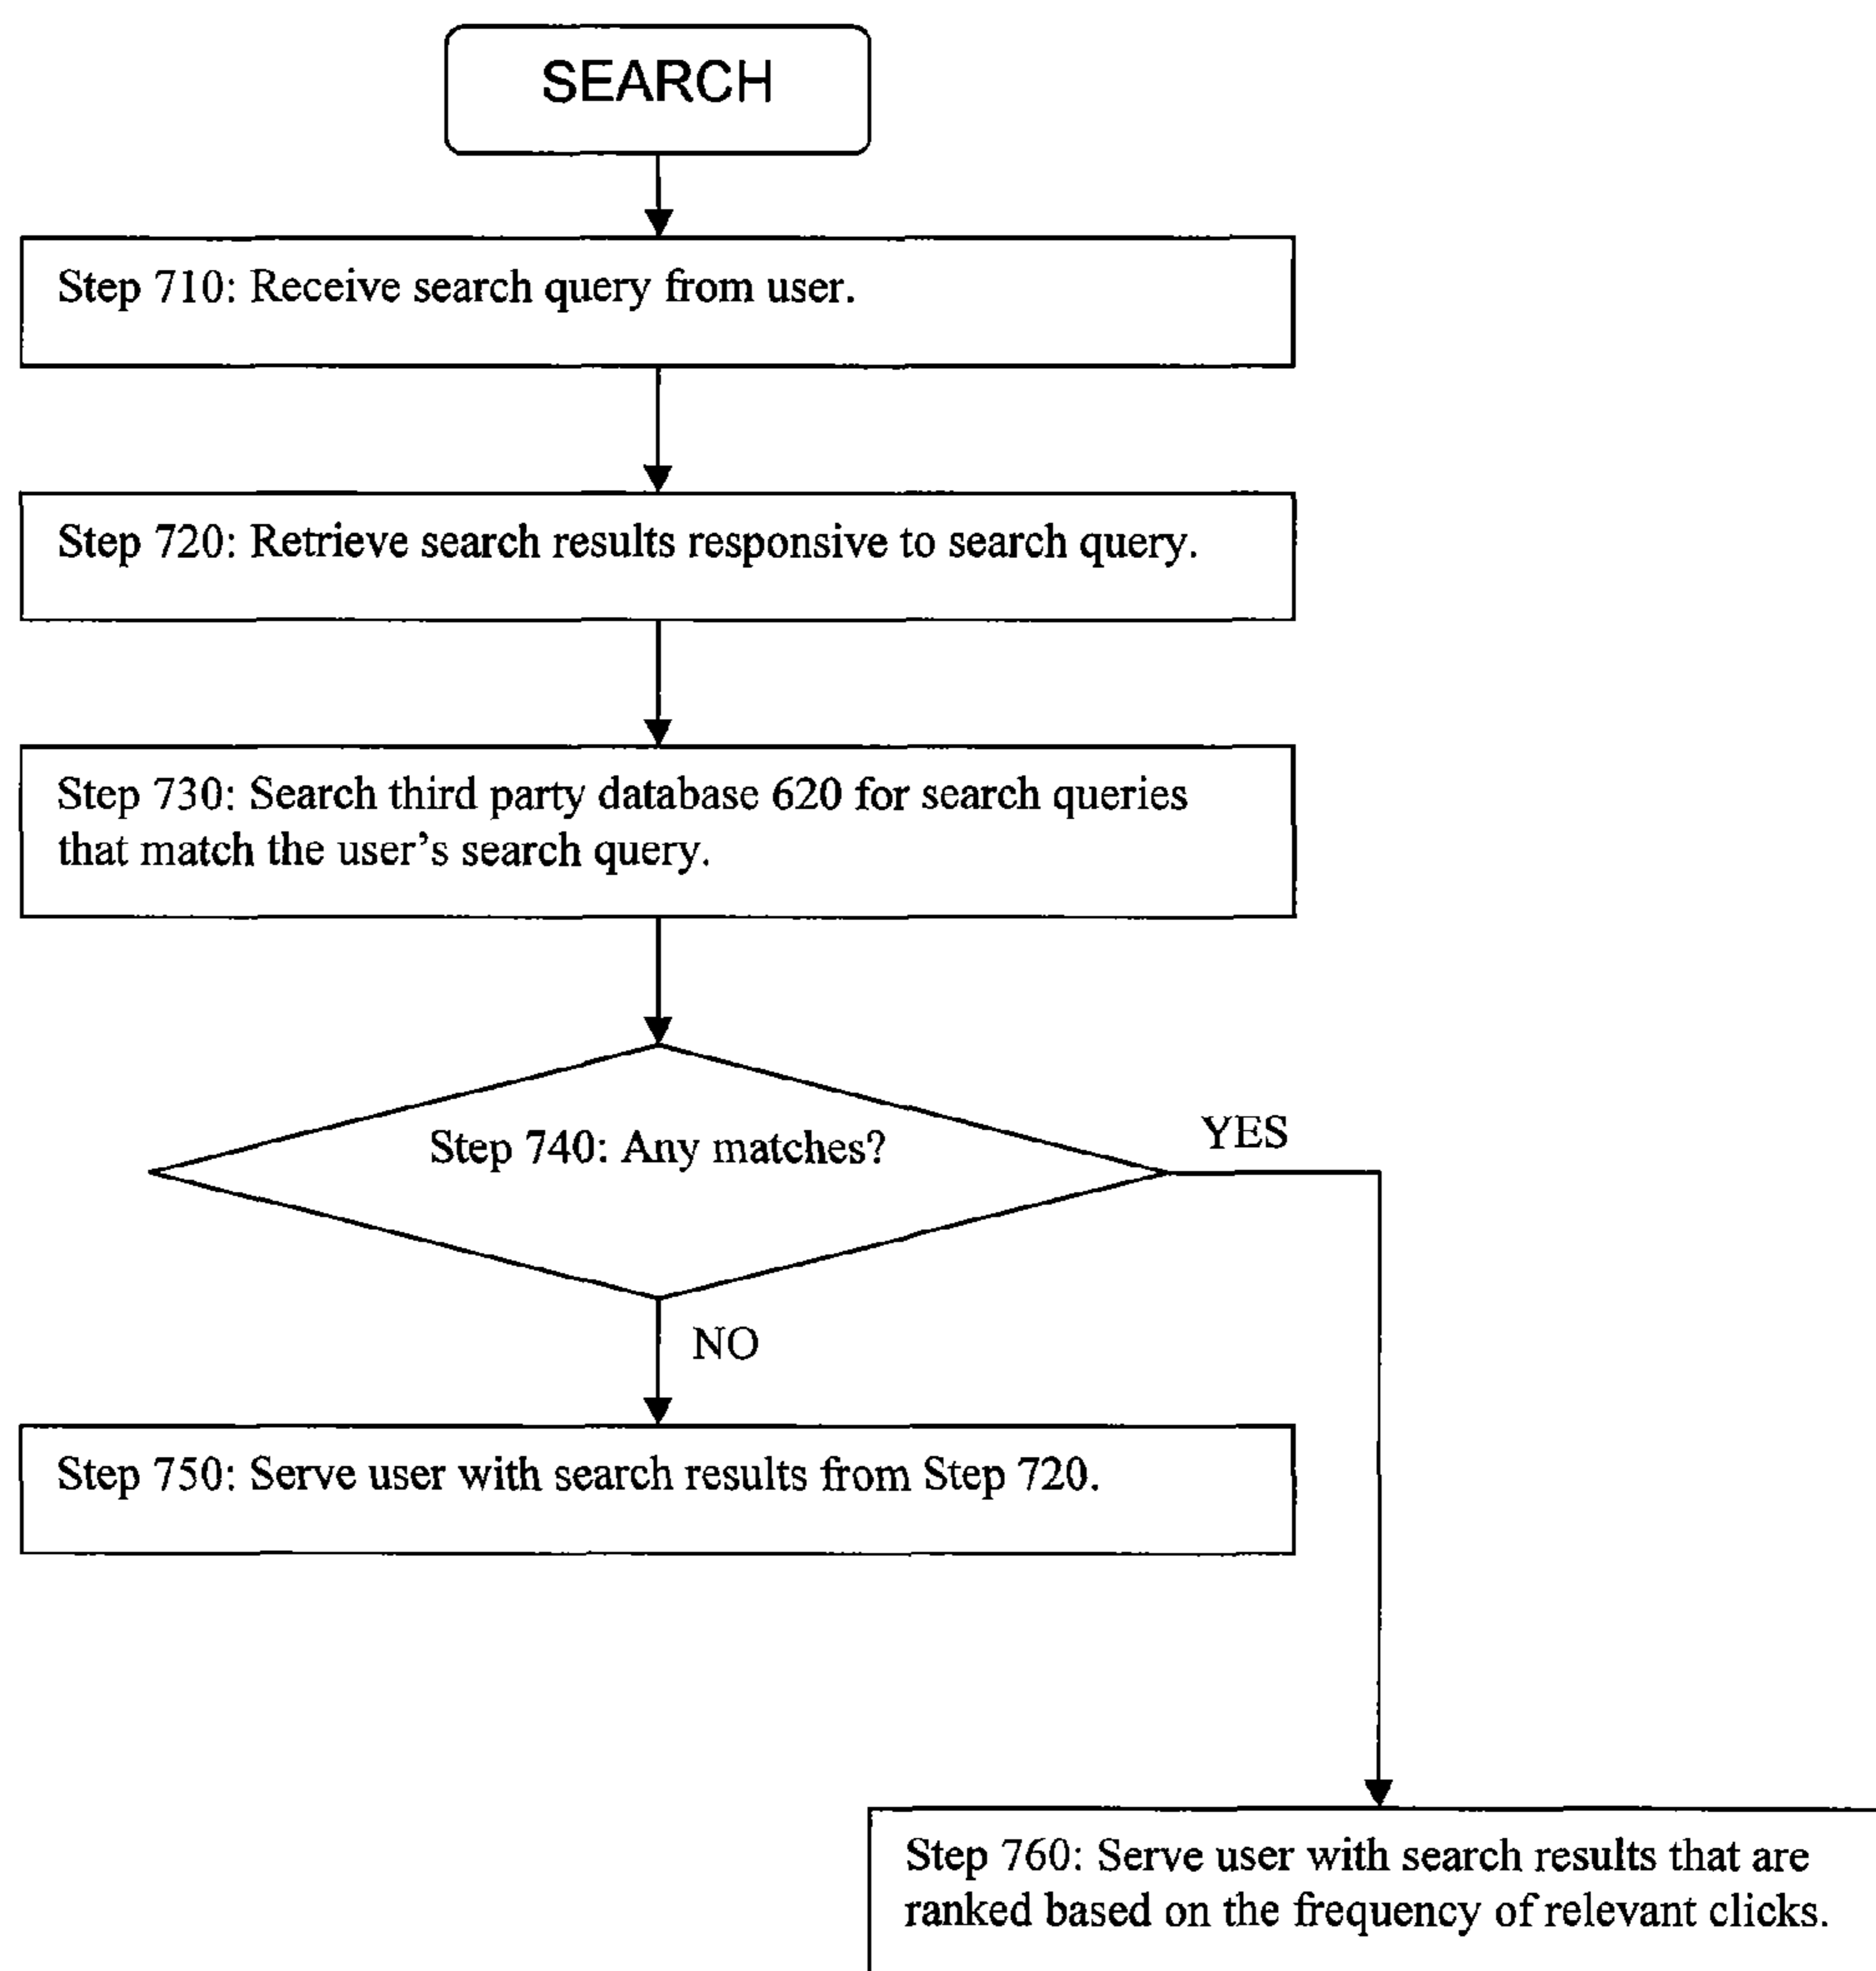 SEARCH
Step 710: Receive search query from user.
Step 720: Retrieve search results responsive to search query.
Step 730: Search third party database 620 for search queries
that match the user’s search query.
Step 740: Any matches?
YES
NO
Step 750: Serve user with search results from Step 720.
Step 760: Serve user with search results that are
ranked based on the frequency of relevant clicks.